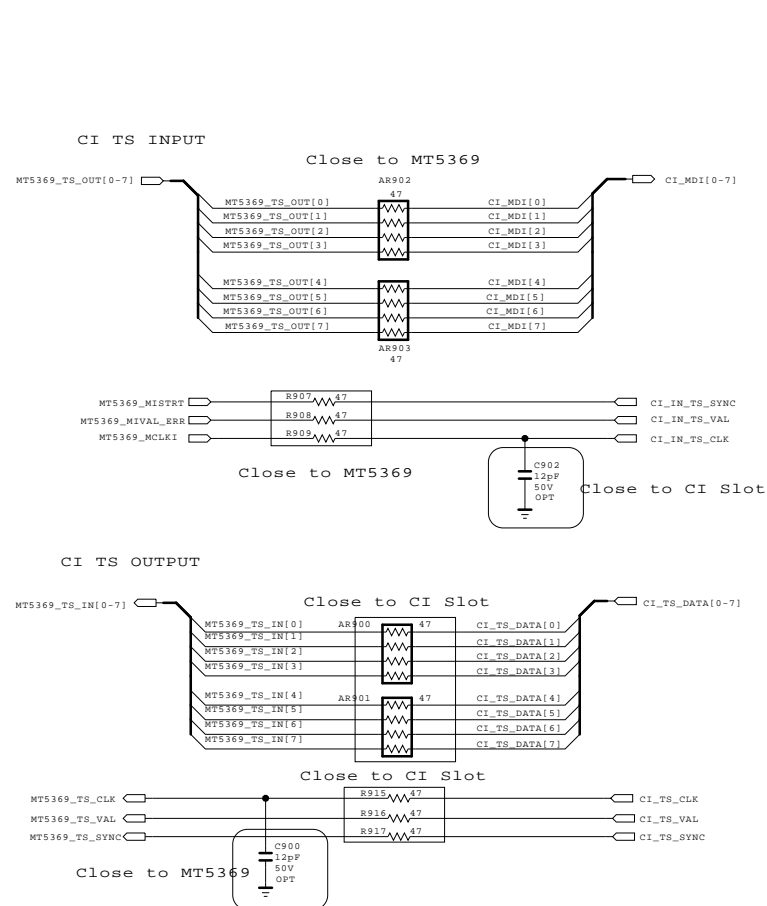 CI TS INPUT
Close to MT5369
MT5369_TS_OUT[0-7]
AR902
47
CI_MDI[0-7]
MT5369_TS_OUT[0]
CI_MDI[0]
MT5369_TS_OUT[1]
CI_MDI[1]
MT5369_TS_OUT[2]
CI_MDI[2]
MT5369_TS_OUT[3]
CI_MDI[3]
MT5369_TS_OUT[4]
CI_MDI[4]
MT5369_TS_OUT[5]
CI_MDI[5]
MT5369_TS_OUT[6]
CI_MDI[6]
MT5369_TS_OUT[7]
CI_MDI[7]
AR903
47
MT5369_MISTRT
R907 47
CI_IN_TS_SYNC
MT5369_MIVAL_ERR
R908 47
CI_IN_TS_VAL
MT5369_MCLKI
R909 47
CI_IN_TS_CLK
Close to MT5369
C902
12pF
50V
OPT
Close to CI Slot
CI TS OUTPUT
Close to CI Slot
MT5369_TS_IN[0-7]
CI_TS_DATA[0-7]
MT5369_TS_IN[0]
AR900
47
CI_TS_DATA[0]
MT5369_TS_IN[1]
CI_TS_DATA[1]
MT5369_TS_IN[2]
CI_TS_DATA[2]
MT5369_TS_IN[3]
CI_TS_DATA[3]
MT5369_TS_IN[4]
AR901
47
CI_TS_DATA[4]
MT5369_TS_IN[5]
CI_TS_DATA[5]
MT5369_TS_IN[6]
CI_TS_DATA[6]
MT5369_TS_IN[7]
CI_TS_DATA[7]
Close to CI Slot
MT5369_TS_CLK
R915 47
CI_TS_CLK
MT5369_TS_VAL
R916 47
CI_TS_VAL
MT5369_TS_SYNC
R917 47
CI_TS_SYNC
C900
12pF
50V
OPT
Close to MT5369